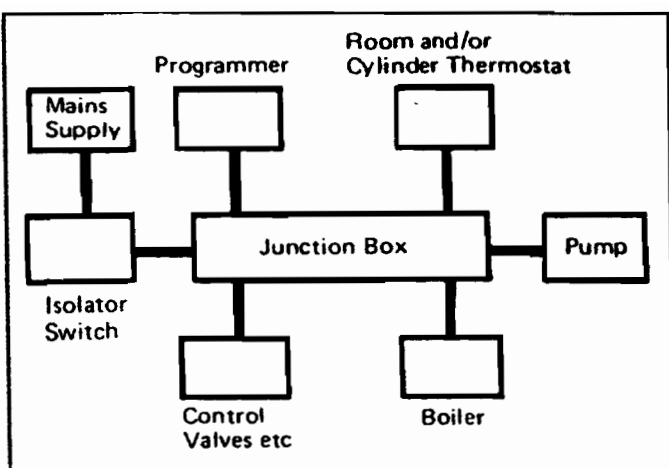 Room and/or
Cylinder Thermostat
Programmer
Mains
Supply
Junction Box
Pump
Isolator
Switch
Control
Valves etc
Boiler